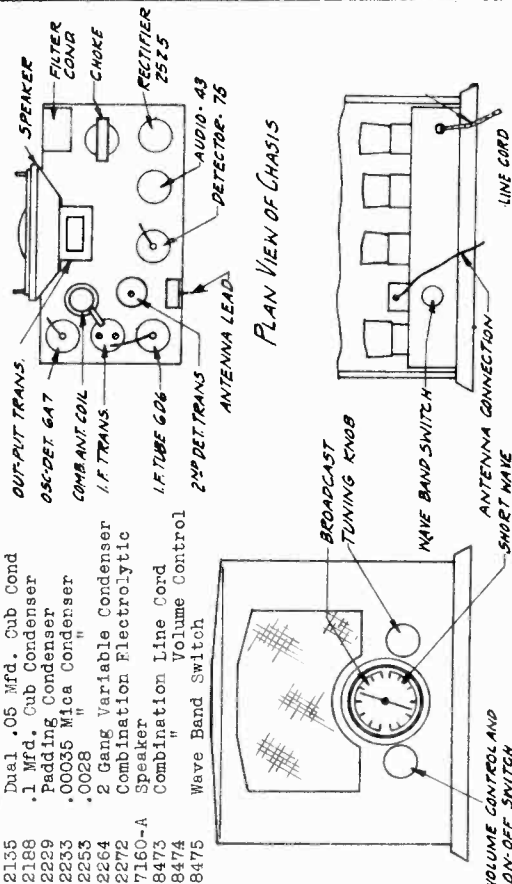 2135 Dual .05 Mfd. Cub Cond
2188 .1 Mfd. Cub Condenser
2229 Padding Condenser
2233 .00035 Mica Condenser
2253 .0028 " "
2264 2 Gang Variable Condenser
2272 Combination Electrolytic
7160-A Speaker
8473 Combination Line Cord
8474 " Volume Control
8475 Wave Band Switch
OUT-PUT TRANS.
OSC-DET. 6A7
COMB. ANT. COIL
I.F. TRANS.
I.F. TUBE 6D6
2ND DET. TRANS
ANTENNA LEAD
SPEAKER
FILTER
COND
CHOKE
RECTIFIER
25Z5
AUDIO-43
DETECTOR-75
PLAN VIEW OF CHASIS
BROADCAST
TUNING KNOB
VOLUME CONTROL AND
ON-OFF SWITCH
SHORT WAVE
WAVE BAND SWITCH
ANTENNA CONNECTION
LINE CORD